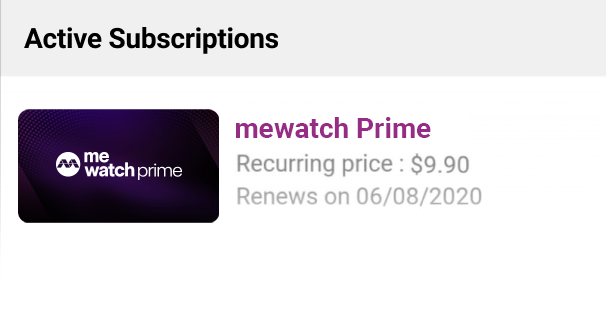 Active Subscriptions
me
watch prime
mewatch Prime
Recurring price : $9.90
Renews on 06/08/2020